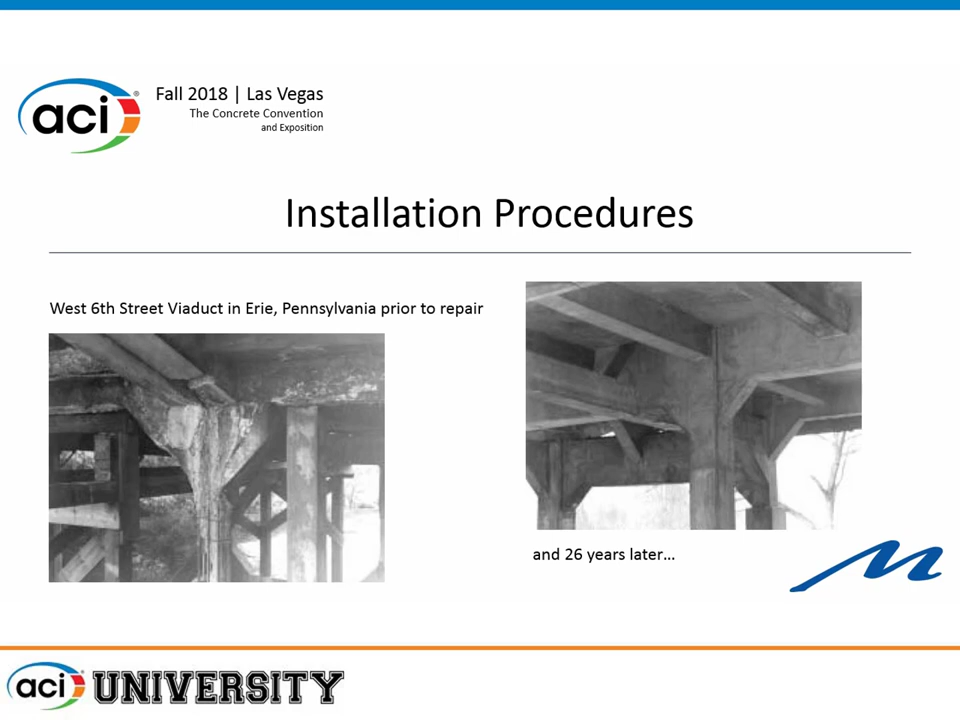 aci®
Fall 2018 | Las Vegas
The Concrete Convention
and Exposition
Installation Procedures
West 6th Street Viaduct in Erie, Pennsylvania prior to repair
and 26 years later...
aci UNIVERSITY